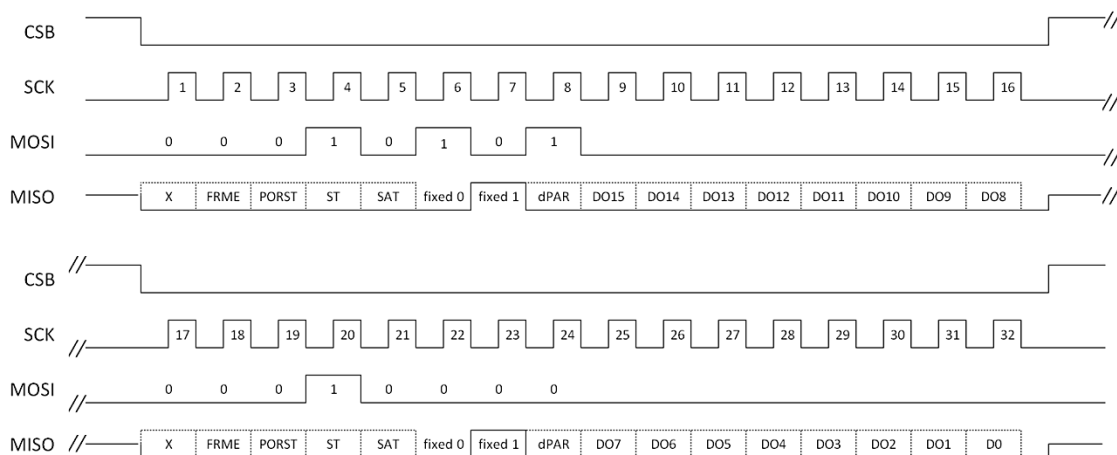 CSB
SCK 1 2 3 4 5 6 7 8 9 10 11 12 13 14 15 16
MOSI 0 0 0 1 0 1 0 1
MISO X FRME PORST ST SAT fixed 0 fixed 1 dPAR DO15 DO14 DO13 DO12 DO11 DO10 DO9 DO8
CSB
SCK 17 18 19 20 21 22 23 24 25 26 27 28 29 30 31 32
MOSI 0 0 0 1 0 0 0 0
MISO X FRME PORST ST SAT fixed 0 fixed 1 dPAR DO7 DO6 DO5 DO4 DO3 DO2 DO1 D0